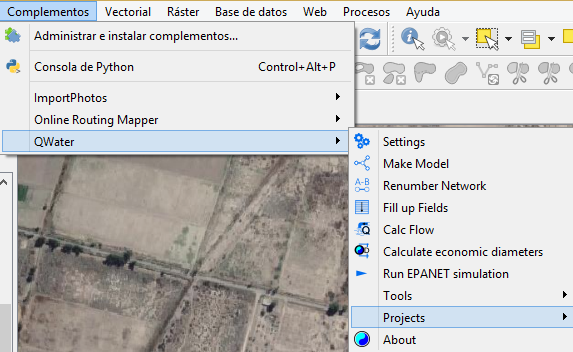 Complementos Vectorial Ráster Base de datos Web Procesos Ayuda
Administrar e instalar complementos...
Consola de Python Control+Alt+P
ImportPhotos
Online Routing Mapper
QWater
Settings
Make Model
A-B Renumber Network
Fill up Fields
Calc Flow
Calculate economic diameters
Run EPANET simulation
Tools
Projects
About